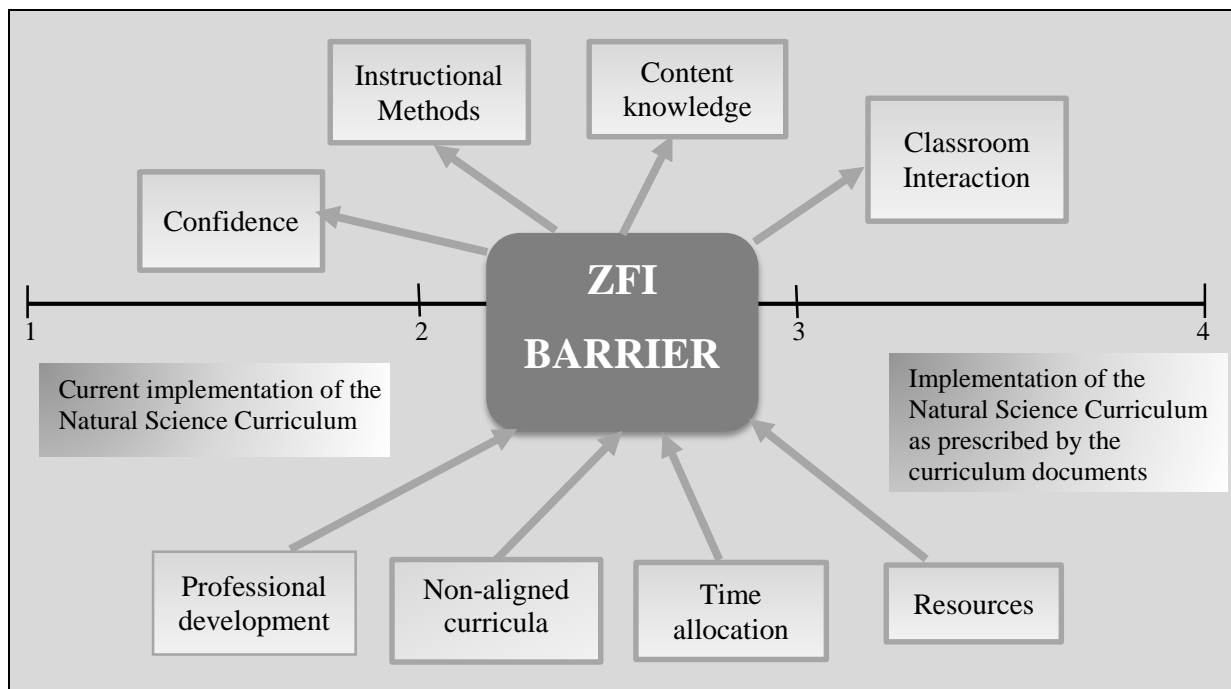 Instructional
Methods
Content
knowledge
Classroom
Interaction
Confidence
ZFI
BARRIER
1
2
3
4
Current implementation of the
Natural Science Curriculum
Implementation of the
Natural Science Curriculum
as prescribed by the
curriculum documents
Professional
development
Non-aligned
curricula
Time
allocation
Resources